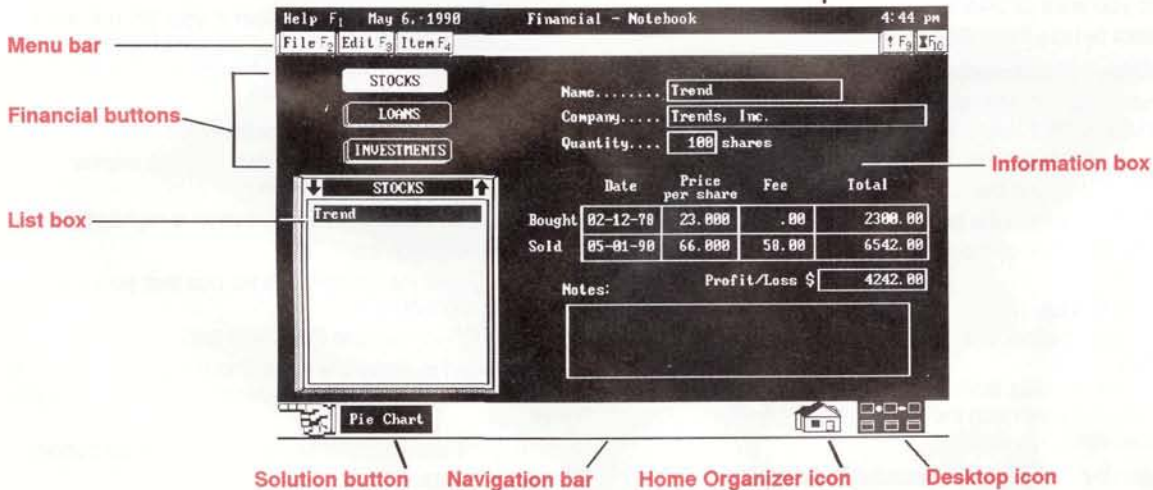 Help F1 May 6, 1990 Financial - Notebook 4:44 pm
File F2 Edit F3 Item F4 ↑ F9 F10
Menu bar
STOCKS
Financial buttons
LOANS
INVESTMENTS
Name........ Trend
Company..... Trends, Inc.
Quantity.... 100 shares
Information box
List box
STOCKS
Trend
Date Price per share Fee Total
Bought 02-12-78 23.000 .00 2300.00
Sold 05-01-90 66.000 58.00 6542.00
Profit/Loss $ 4242.00
Notes:
Pie Chart
Solution button Navigation bar Home Organizer icon Desktop icon